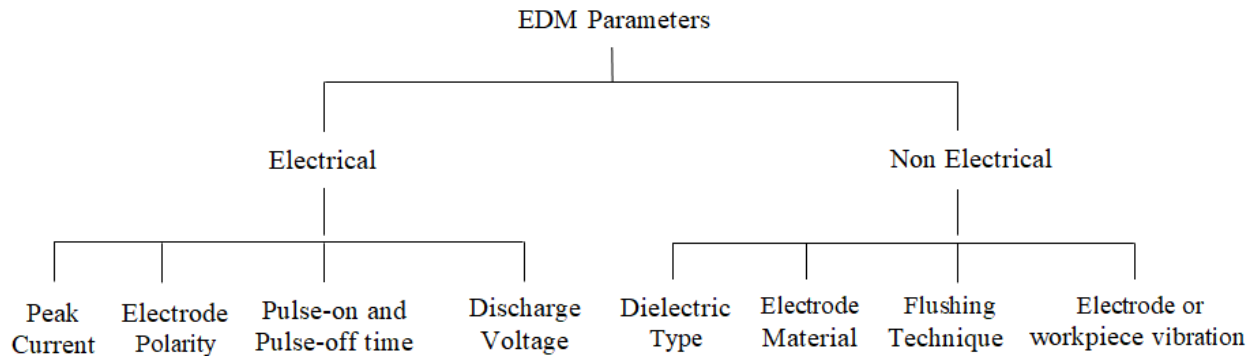 EDM Parameters
Electrical
Non Electrical
Peak
Current
Electrode
Polarity
Pulse-on and
Pulse-off time
Discharge
Voltage
Dielectric
Type
Electrode
Material
Flushing
Technique
Electrode or
workpiece vibration